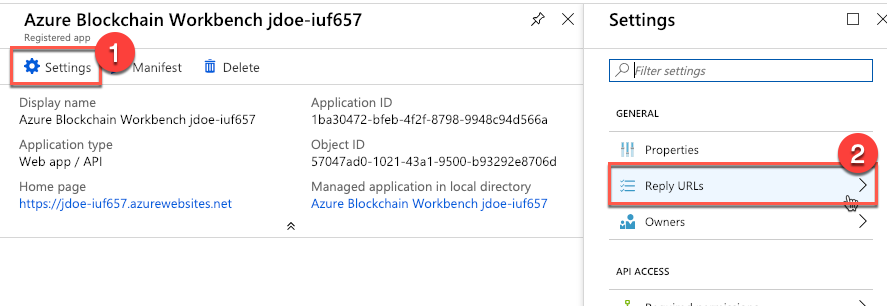 Azure Blockchain Workbench jdoe-iuf657
Registered app
1
Settings
Manifest
Delete
Display name
Azure Blockchain Workbench jdoe-iuf657
Application type
Web app / API
Home page
https://jdoe-iuf657.azurewebsites.net
Application ID
1ba30472-bfeb-4f2f-8798-9948c94d566a
Object ID
57047ad0-1021-43a1-9500-b93292e8706d
Managed application in local directory
Azure Blockchain Workbench jdoe-iuf657
Settings
Filter settings
GENERAL
Properties
2
Reply URLs
Owners
API ACCESS
Required permissions